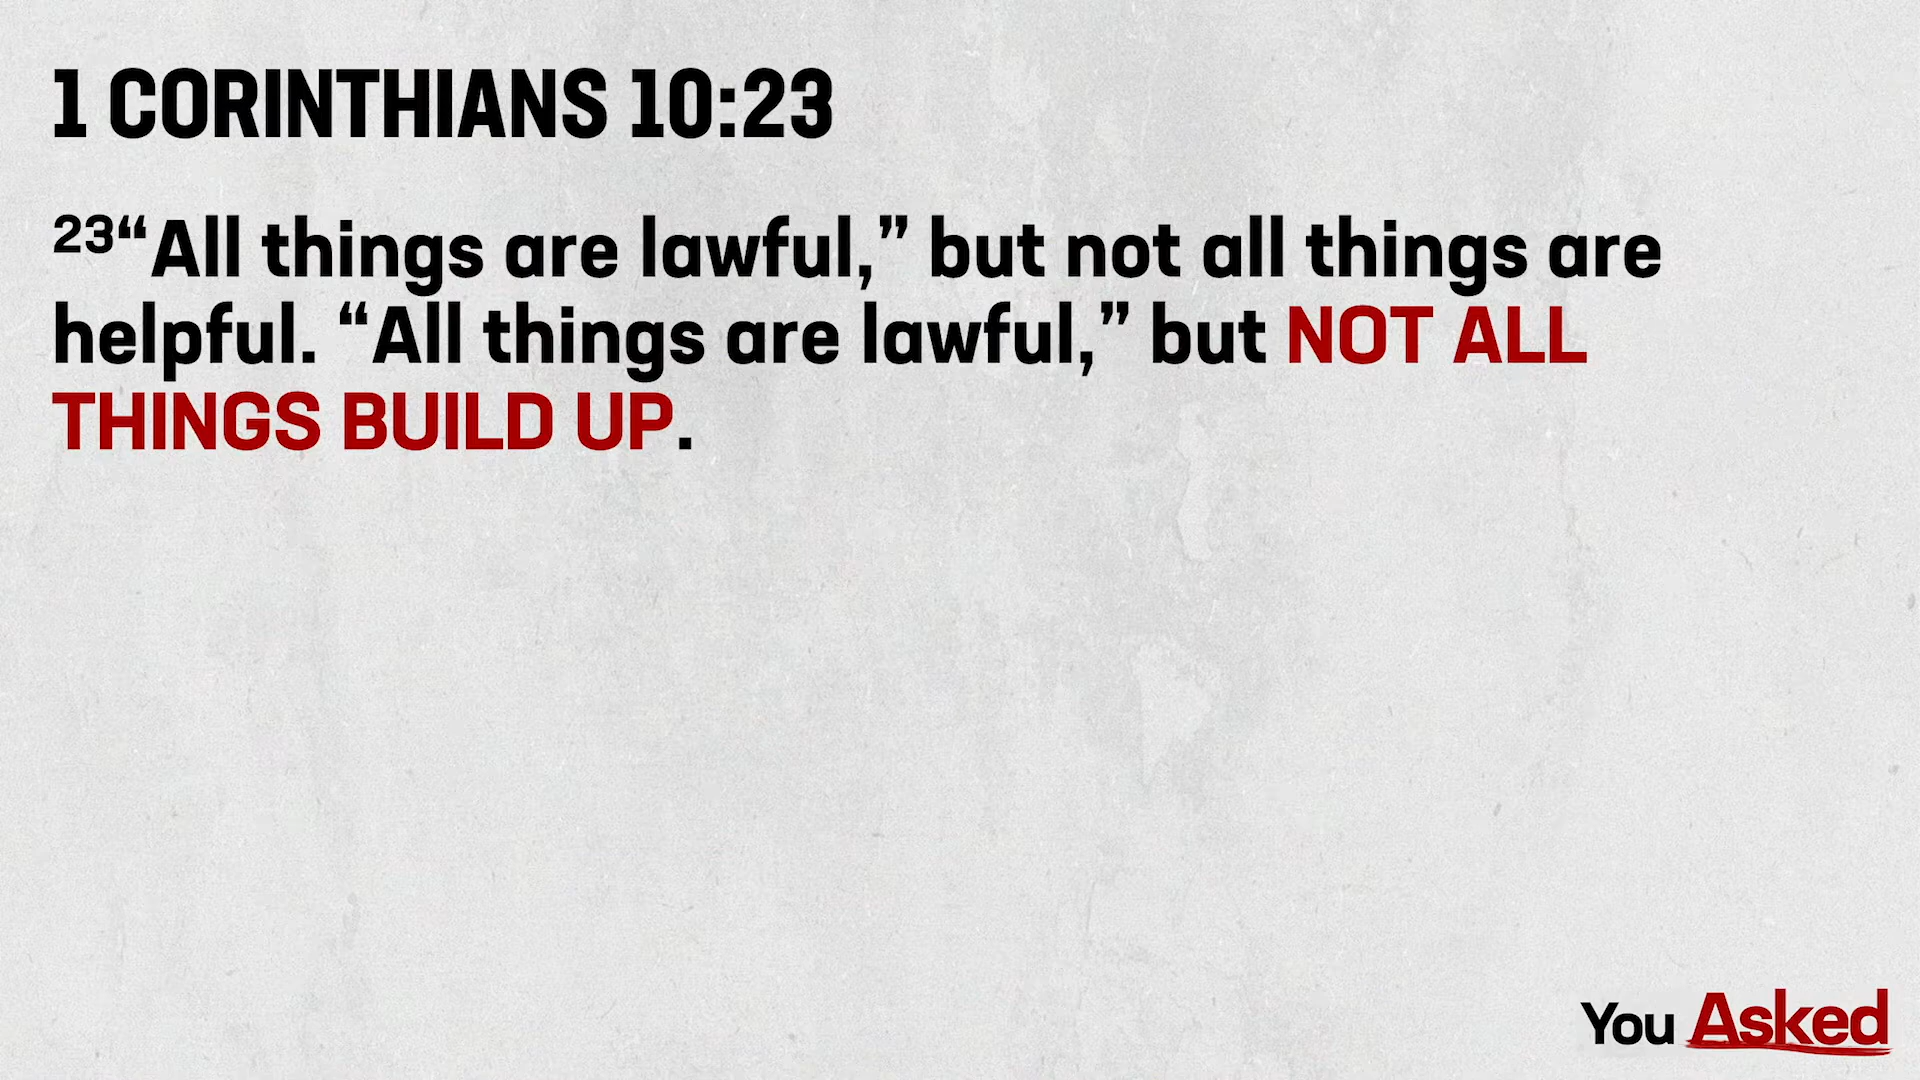 1 CORINTHIANS 10:23
23“All things are lawful,” but not all things are
helpful. “All things are lawful,” but NOT ALL
THINGS BUILD UP.
You Asked